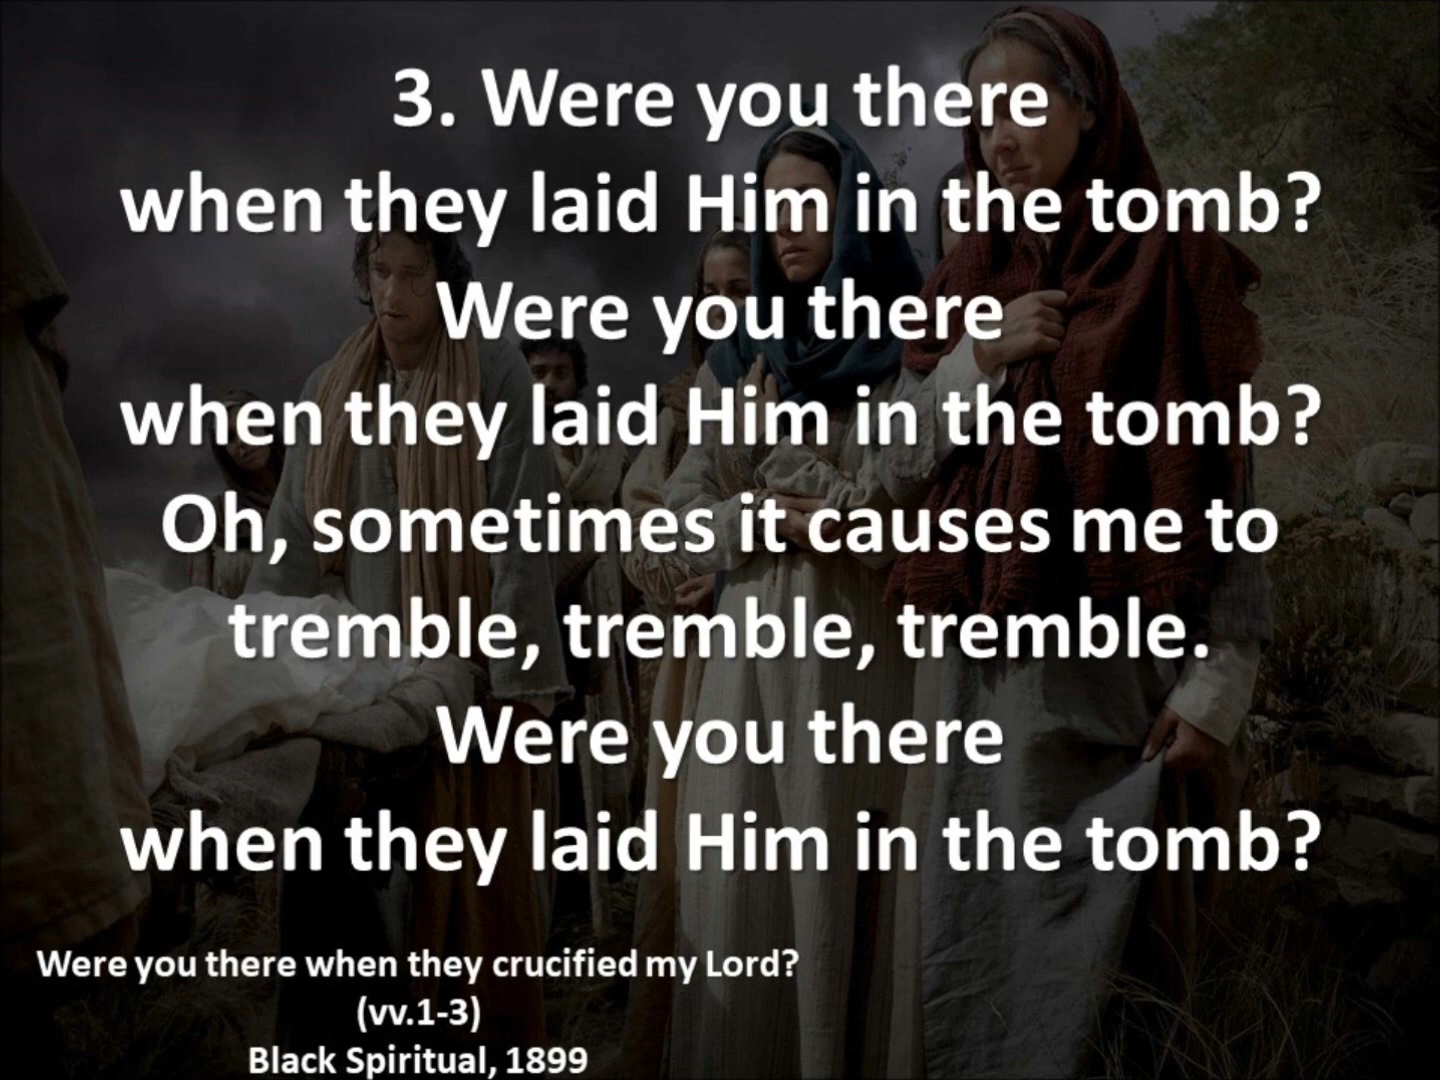 3. Were you there
when they laid Him in the tomb?
Were you there
when they laid Him in the tomb?
Oh, sometimes it causes me to
tremble, tremble, tremble.
Were you there
when they laid Him in the tomb?
Were you there when they crucified my Lord?
(vv.1-3)
Black Spiritual, 1899